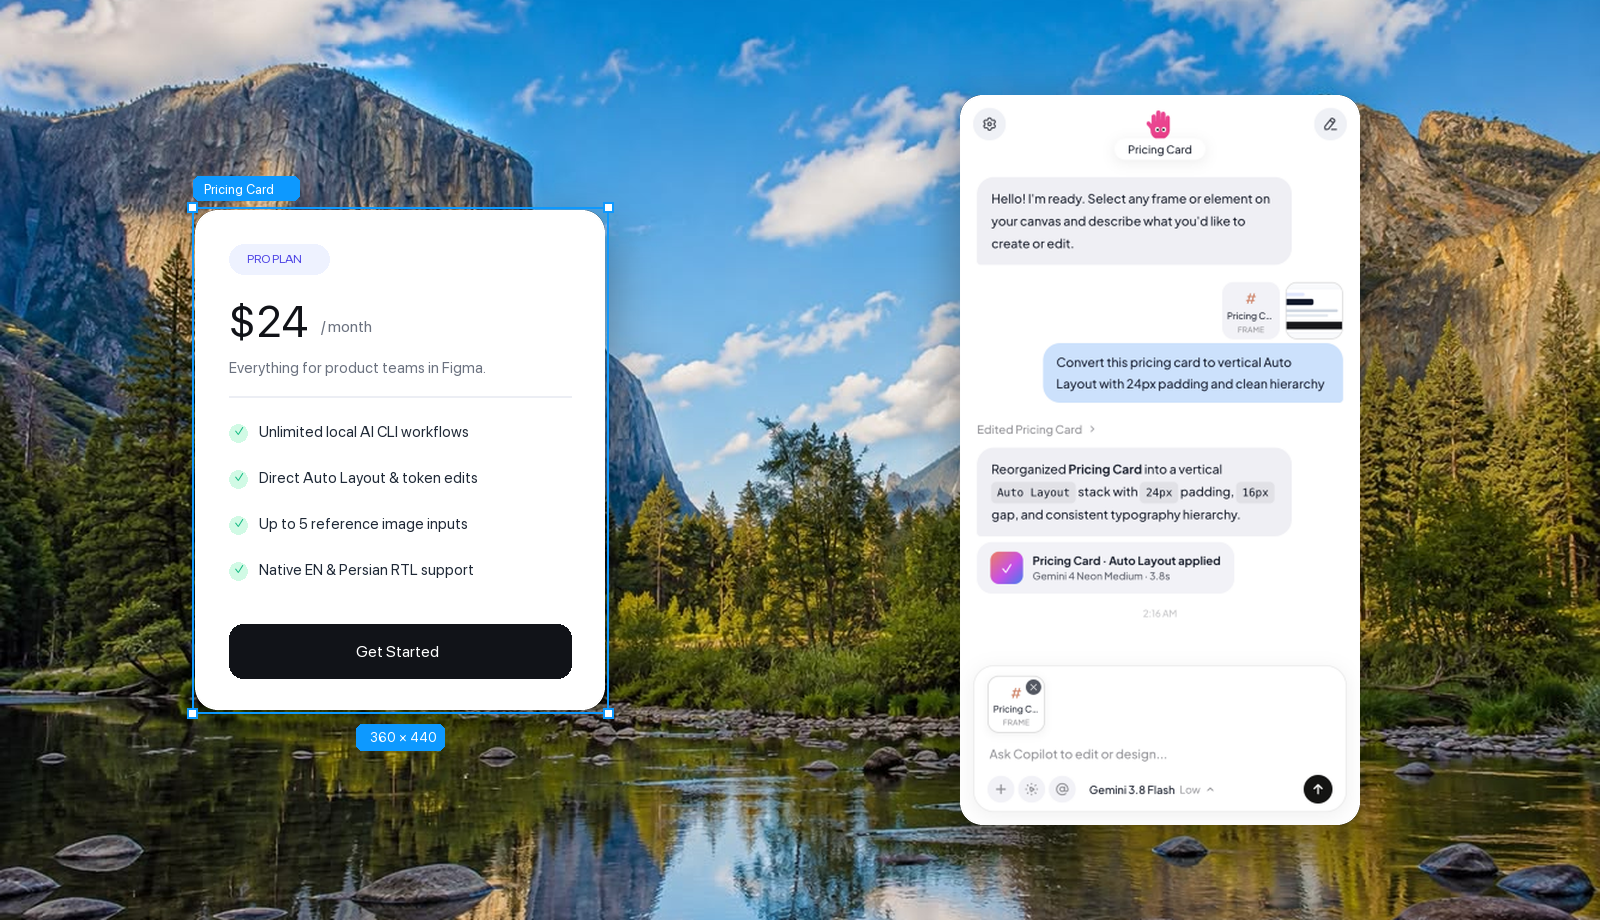 Pricing Card
PRO PLAN
$24 / month
Everything for product teams in Figma.
Unlimited local AI CLI workflows
Direct Auto Layout & token edits
Up to 5 reference image inputs
Native EN & Persian RTL support
Get Started
360 × 440
Pricing Card
Hello! I'm ready. Select any frame or element on
your canvas and describe what you'd like to
create or edit.
#
Pricing C...
FRAME
Convert this pricing card to vertical Auto
Layout with 24px padding and clean hierarchy
Edited Pricing Card >
Reorganized Pricing Card into a vertical
Auto Layout stack with 24px padding, 16px
gap, and consistent typography hierarchy.
Pricing Card · Auto Layout applied
Gemini 4 Neon Medium · 3.8s
2:16 AM
#
Pricing C...
FRAME
Ask Copilot to edit or design...
Gemini 3.8 Flash Low